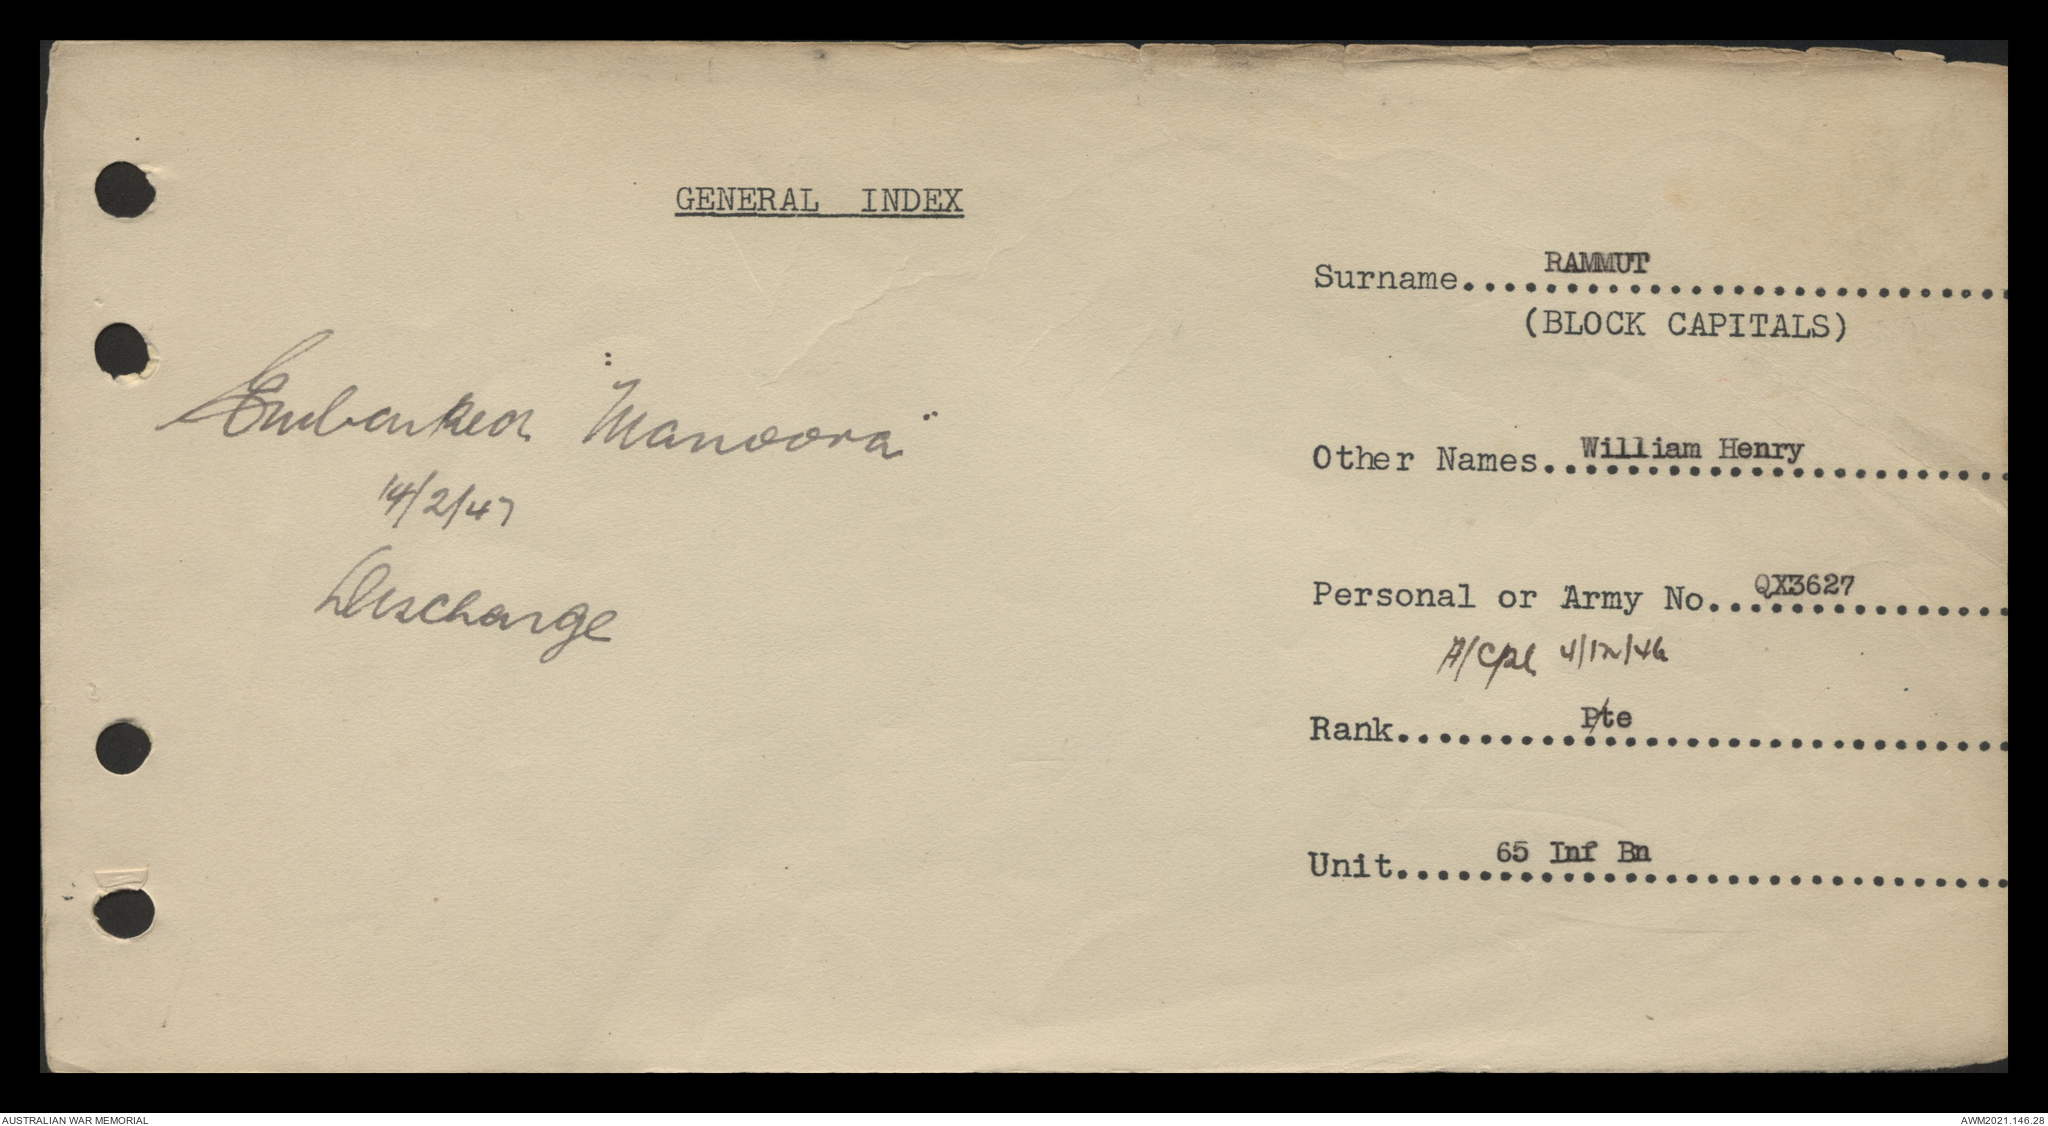 GENERAL INDEX
Surname..........RAMMUT..........
(BLOCK CAPITALS)
Other Names..........William Henry..........
Personal or Army No..........QX3627..........
A/Cpl 4/12/46
Rank..........Pte..........
Unit..........65 Inf Bn..........
Embarked "Manoora"
14/2/47
Discharge
AUSTRALIAN WAR MEMORIAL
AWM2021.146.28